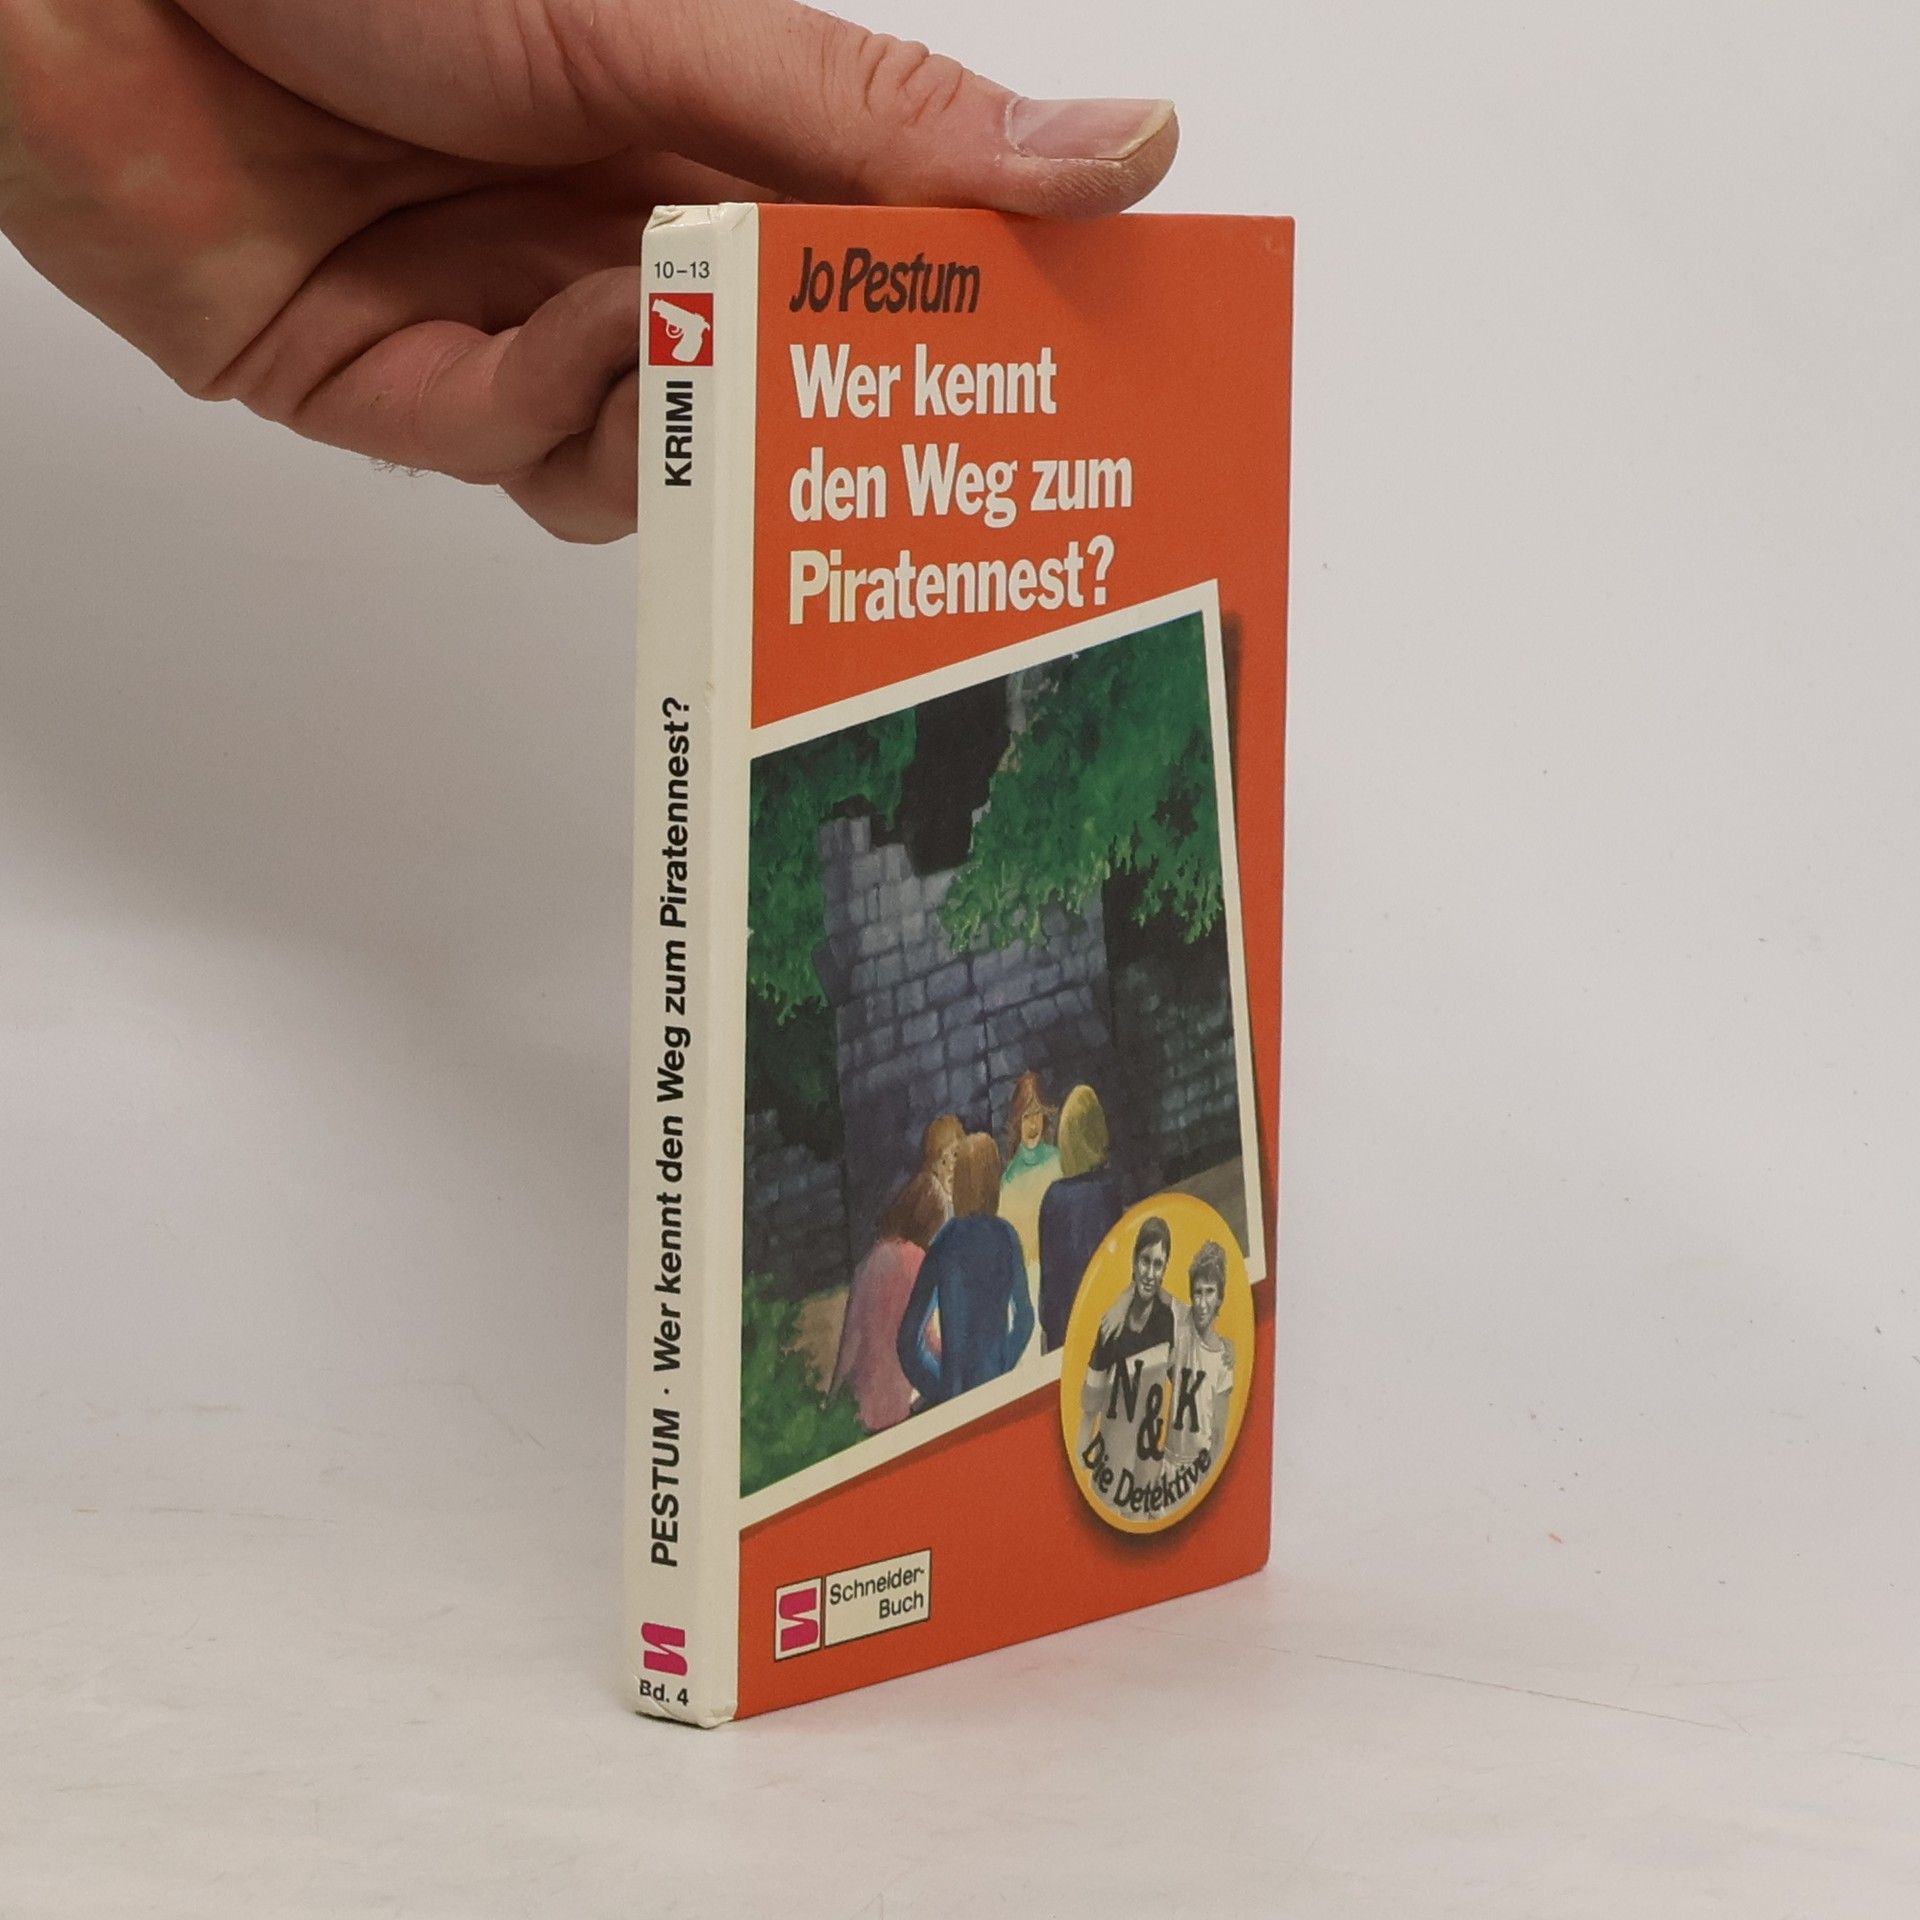 10–13
KRIMI
PESTUM · Wer kennt den Weg zum Piratennest?
Bd. 4
Jo Pestum
Wer kennt
den Weg zum
Piratennest?
N & K
Die Detektive
Schneider-
Buch